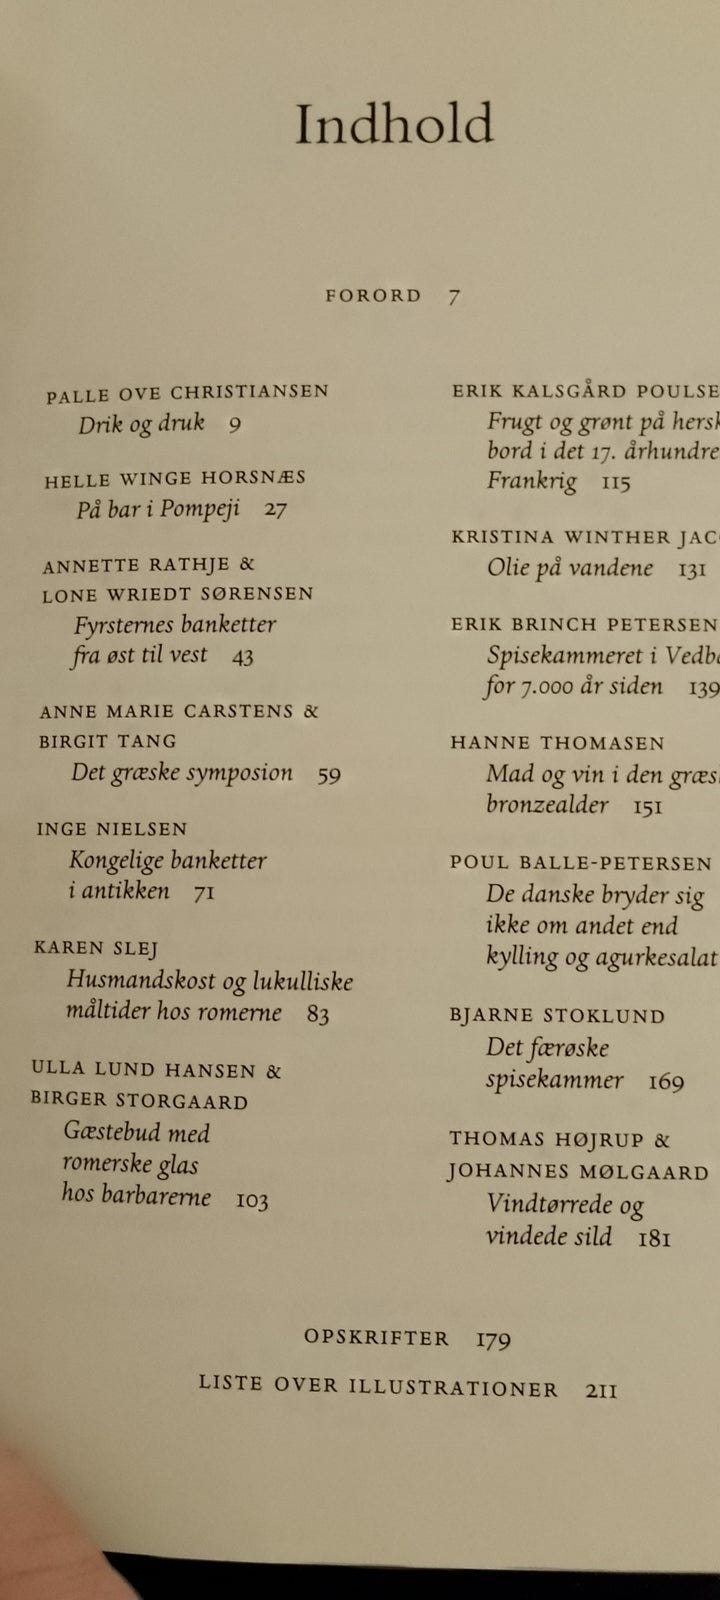 Indhold
FORORD 7
PALLE OVE CHRISTIANSEN
Drik og druk 9
HELLE WINGE HORSNÆS
På bar i Pompeji 27
ANNETTE RATHJE &
LONE WRIEDT SØRENSEN
Fyrsternes banketter
fra øst til vest 43
ANNE MARIE CARSTENS &
BIRGIT TANG
Det græske symposion 59
INGE NIELSEN
Kongelige banketter
i antikken 71
KAREN SLEJ
Husmandskost og lukulliske
måltider hos romerne 83
ULLA LUND HANSEN &
BIRGER STORGAARD
Gæstebud med
romerske glas
hos barbarerne 103
ERIK KALSGÅRD
Frugt og grønt på
bord i det 17.
Frankrig 115
KRISTINA WINTHER
Olie på vandene 131
ERIK BRINCH PETERSEN
Spisekammeret i
for 7.000 år siden 139
HANNE THOMASEN
Mad og vin i den
bronzealder 151
POUL BALLE-PETERSEN
De danske bryder sig
ikke om andet end
kylling og agurkesalat
BJARNE STOKLUND
Det færøske
spisekammer 169
THOMAS HØJRUP &
JOHANNES MØLGAARD
Vindtørrede og
vindede sild 181
OPSKRIFTER 179
LISTE OVER ILLUSTRATIONER 211